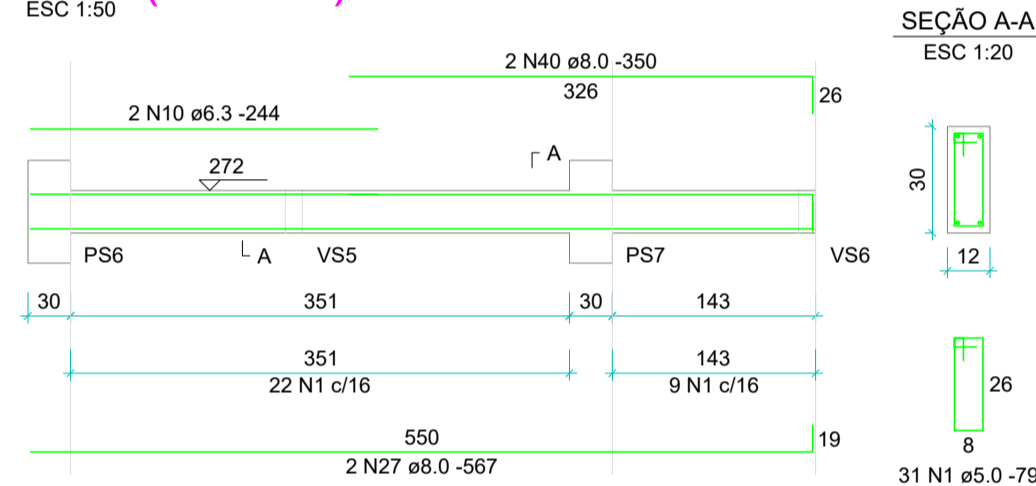 ESC 1:50
SEÇÃO A-A
ESC 1:20
2 N40 ø8.0 -350
326
26
2 N10 ø6.3 -244
272
A
A
PS6
VS5
PS7
VS6
30
12
30
351
30
143
351
22 N1 c/16
143
9 N1 c/16
26
8
31 N1 ø5.0 -79
550
19
2 N27 ø8.0 -567